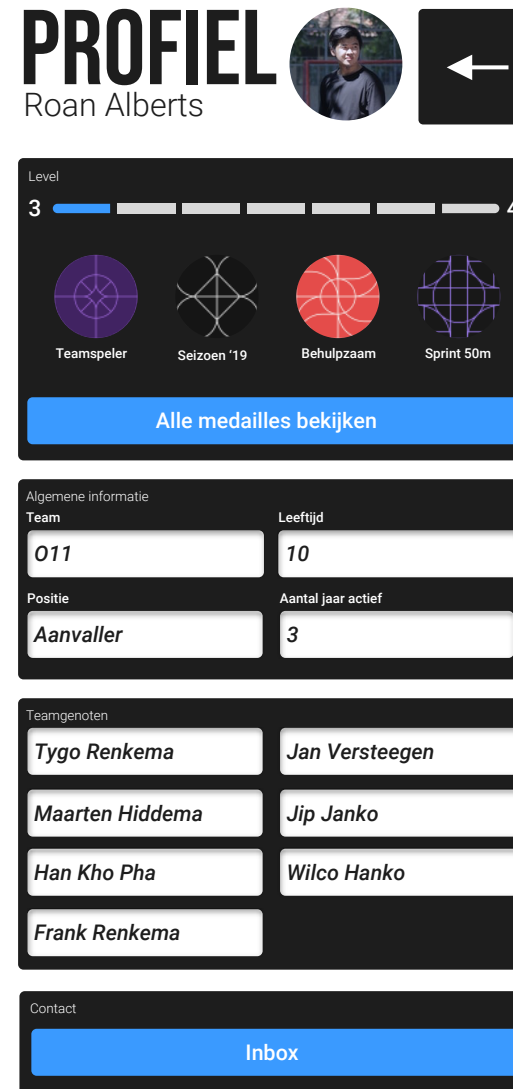 PROFIEL
Roan Alberts
Level
3 4
Teamspeler Seizoen '19 Behulpzaam Sprint 50m
Alle medailles bekijken
Algemene informatie
Team Leeftijd
O11 10
Positie Aantal jaar actief
Aanvaller 3
Teamgenoten
Tygo Renkema Jan Versteegen
Maarten Hiddema Jip Janko
Han Kho Pha Wilco Hanko
Frank Renkema
Contact
Inbox